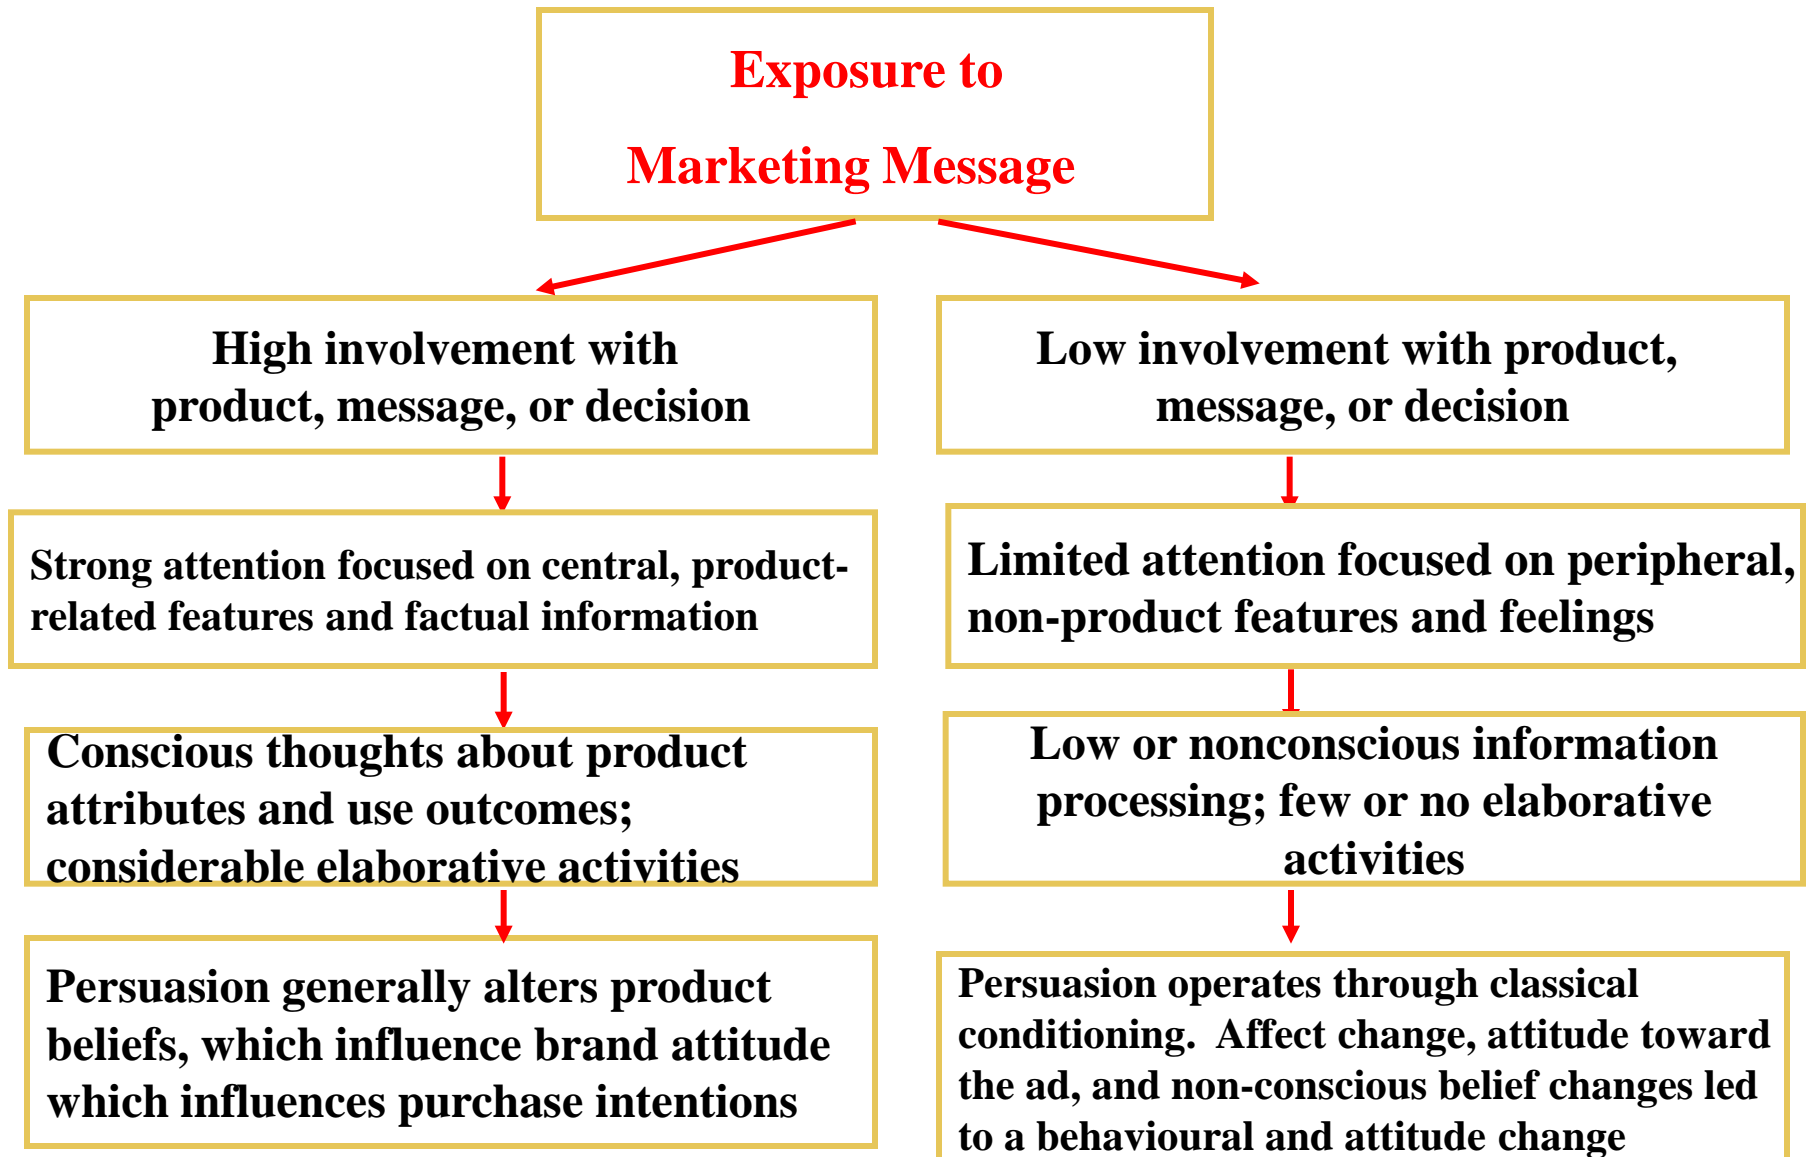 Exposure to
Marketing Message
High involvement with
product, message, or decision
Low involvement with product,
message, or decision
Strong attention focused on central, product-
related features and factual information
Limited attention focused on peripheral,
non-product features and feelings
Conscious thoughts about product
attributes and use outcomes;
considerable elaborative activities
Low or nonconscious information
processing; few or no elaborative
activities
Persuasion generally alters product
beliefs, which influence brand attitude
which influences purchase intentions
Persuasion operates through classical
conditioning.  Affect change, attitude toward
the ad, and non-conscious belief changes led
to a behavioural and attitude change